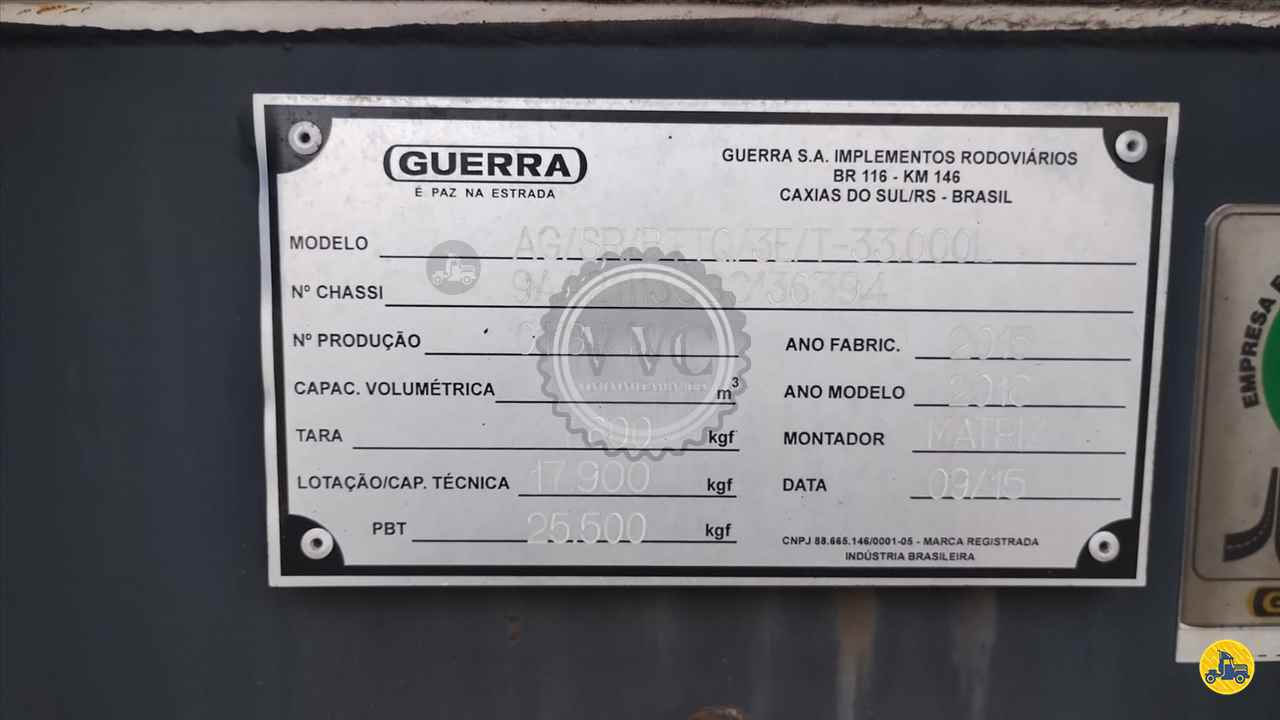 GUERRA
É PAZ NA ESTRADA
GUERRA S.A. IMPLEMENTOS RODOVIÁRIOS
BR 116 - KM 146
CAXIAS DO SUL/RS - BRASIL
MODELO
Nº CHASSI
Nº PRODUÇÃO
ANO FABRIC. 2015
CAPAC. VOLUMÉTRICA m³
ANO MODELO 2016
TARA kgf
MONTADOR MATRIZ
LOTAÇÃO/CAP. TÉCNICA 17.900 kgf
DATA 09/15
PBT 25.500 kgf
CNPJ 88.665.146/0001-05 - MARCA REGISTRADA
INDÚSTRIA BRASILEIRA
VVC
EMPRESA